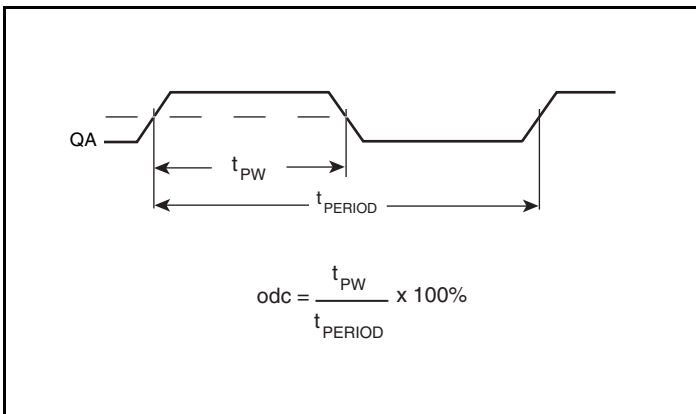 QA
tPW
tPERIOD
odc = tPW / tPERIOD x 100%